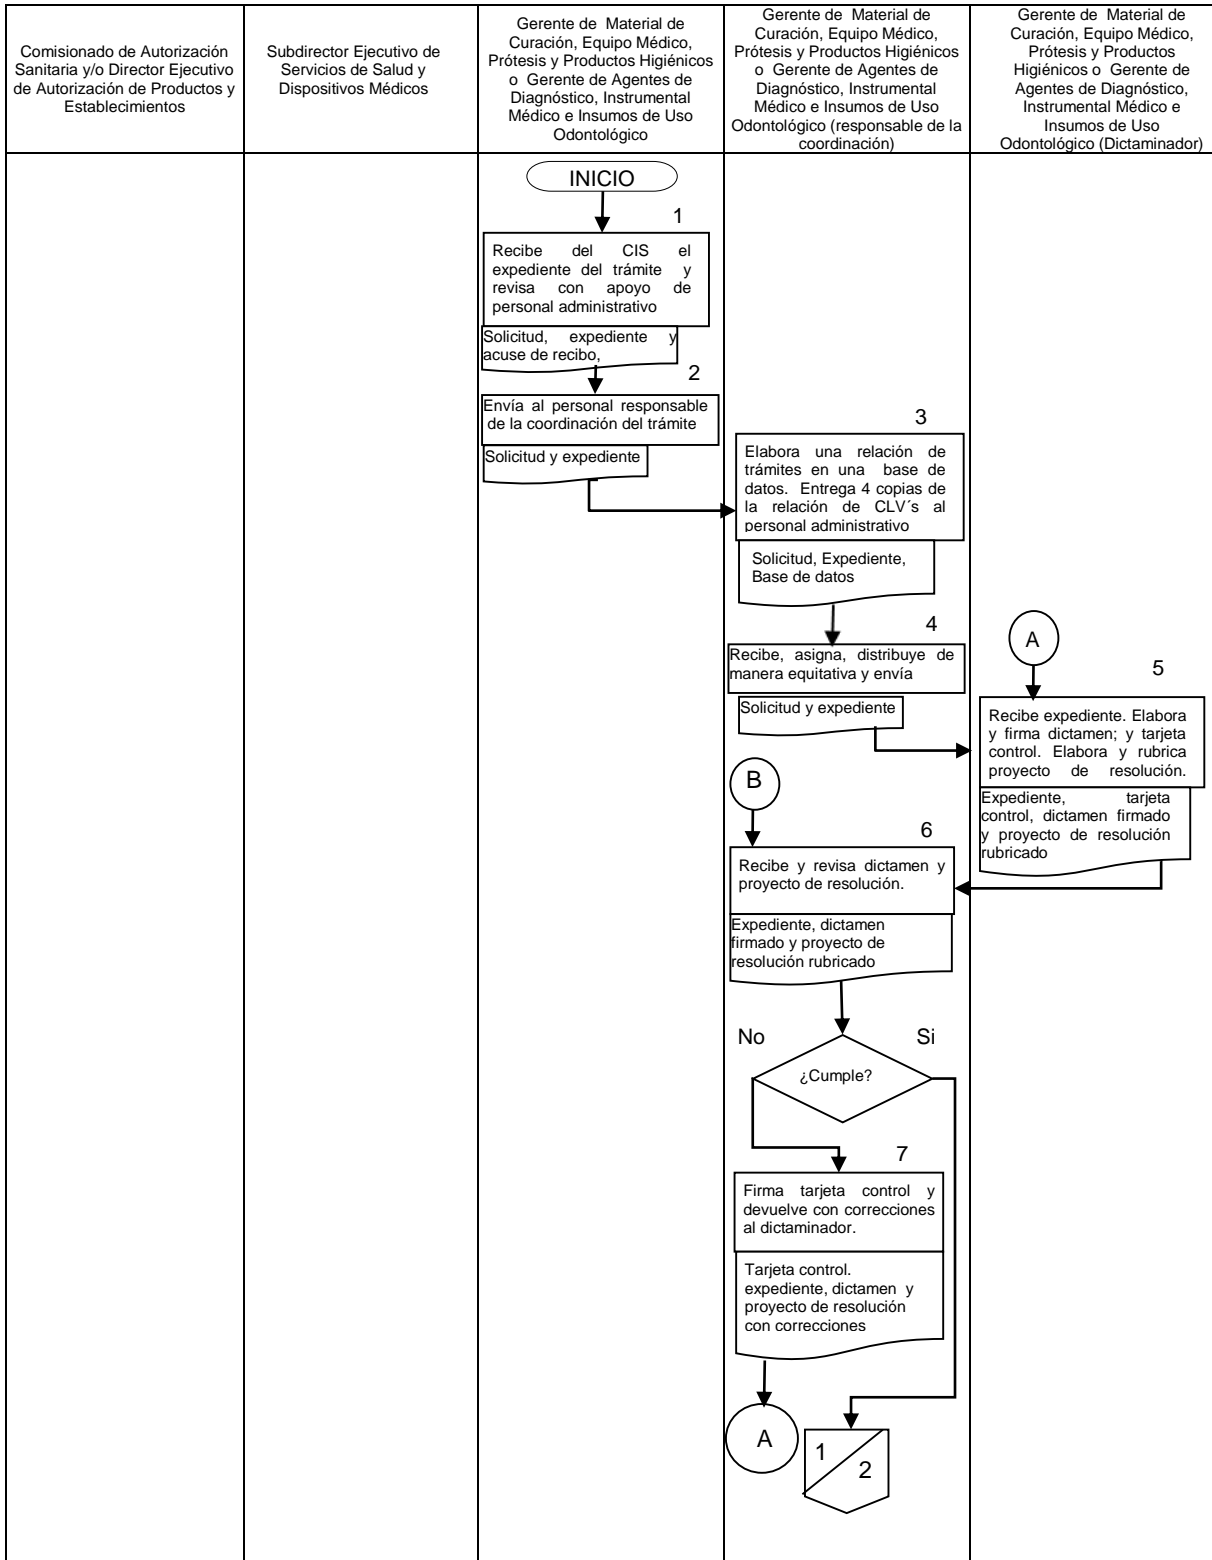 Comisionado de Autorización
Sanitaria y/o Director Ejecutivo
de Autorización de Productos y
Establecimientos
Subdirector Ejecutivo de
Servicios de Salud y
Dispositivos Médicos
Gerente de Material de
Curación, Equipo Médico,
Prótesis y Productos Higiénicos
o Gerente de Agentes de
Diagnóstico, Instrumental
Médico e Insumos de Uso
Odontológico
Gerente de Material de
Curación, Equipo Médico,
Prótesis y Productos Higiénicos
o Gerente de Agentes de
Diagnóstico, Instrumental
Médico e Insumos de Uso
Odontológico (responsable de la
coordinación)
Gerente de Material de
Curación, Equipo Médico,
Prótesis y Productos
Higiénicos o Gerente de
Agentes de Diagnóstico,
Instrumental Médico e
Insumos de Uso
Odontológico (Dictaminador)
INICIO
1
Recibe del CIS el
expediente del trámite y
revisa con apoyo de
personal administrativo
Solicitud, expediente y
acuse de recibo,
2
Envía al personal responsable
de la coordinación del trámite
Solicitud y expediente
3
Elabora una relación de
trámites en una base de
datos. Entrega 4 copias de
la relación de CLV´s al
personal administrativo
Solicitud, Expediente,
Base de datos
4
Recibe, asigna, distribuye de
manera equitativa y envía
Solicitud y expediente
A
5
Recibe expediente. Elabora
y firma dictamen; y tarjeta
control. Elabora y rubrica
proyecto de resolución.
Expediente, tarjeta
control, dictamen firmado
y proyecto de resolución
rubricado
B
6
Recibe y revisa dictamen y
proyecto de resolución.
Expediente, dictamen
firmado y proyecto de
resolución rubricado
No
Si
¿Cumple?
7
Firma tarjeta control y
devuelve con correcciones
al dictaminador.
Tarjeta control.
expediente, dictamen y
proyecto de resolución
con correcciones
A
1
2